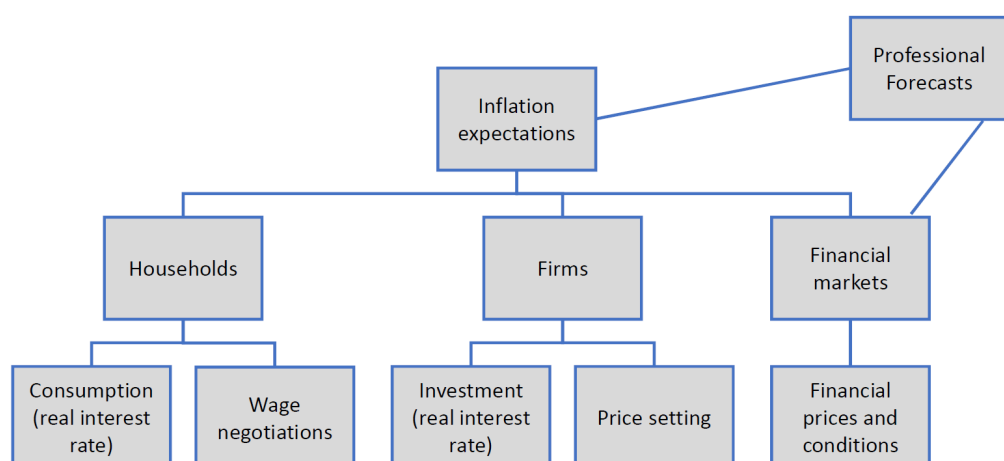 Professional
Forecasts
Inflation
expectations
Households
Firms
Financial
markets
Consumption
(real interest
rate)
Wage
negotiations
Investment
(real interest
rate)
Price setting
Financial
prices and
conditions